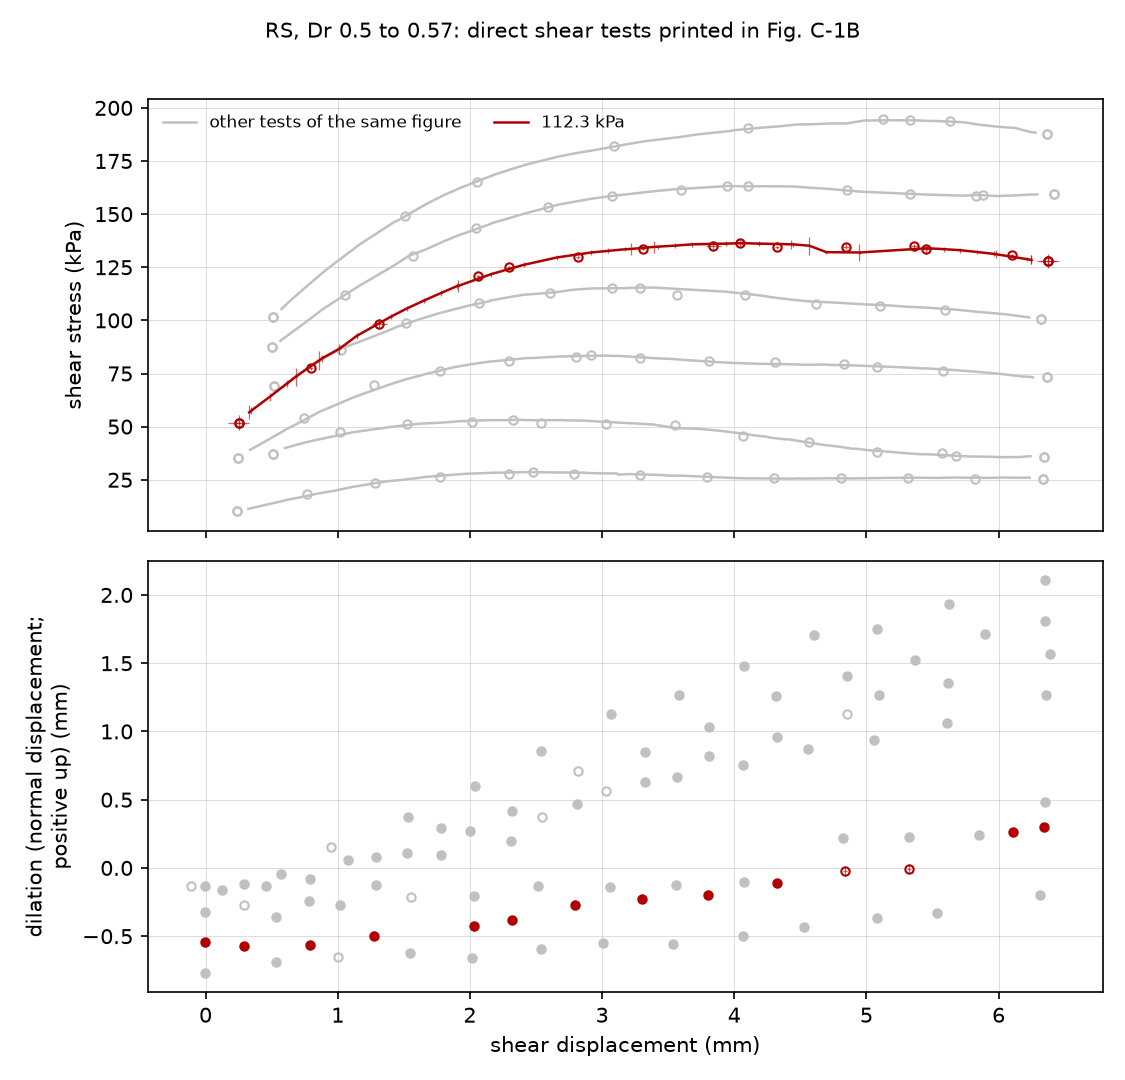 RS, Dr 0.5 to 0.57: direct shear tests printed in Fig. C-1B
other tests of the same figure
112.3 kPa
200
175
150
125
100
75
50
25
shear stress (kPa)
2.0
1.5
1.0
0.5
0.0
−0.5
dilation (normal displacement;
positive up) (mm)
0 1 2 3 4 5 6
shear displacement (mm)